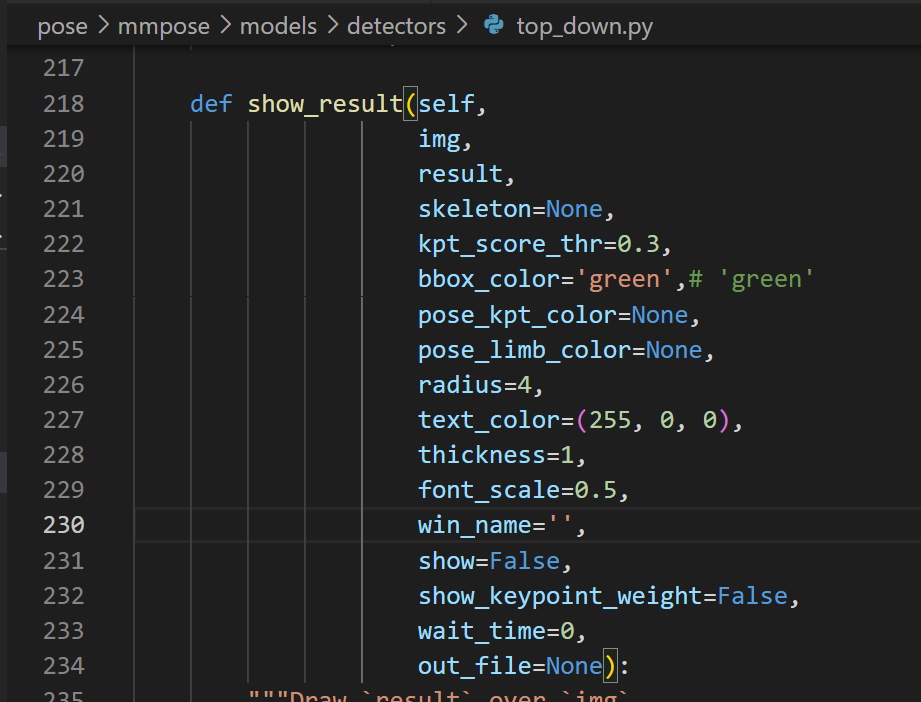 pose > mmpose > models > detectors > top_down.py
217
218 def show_result(self,
219 img,
220 result,
221 skeleton=None,
222 kpt_score_thr=0.3,
223 bbox_color='green',# 'green'
224 pose_kpt_color=None,
225 pose_limb_color=None,
226 radius=4,
227 text_color=(255, 0, 0),
228 thickness=1,
229 font_scale=0.5,
230 win_name='',
231 show=False,
232 show_keypoint_weight=False,
233 wait_time=0,
234 out_file=None):
235 """Draw `result` over `img`